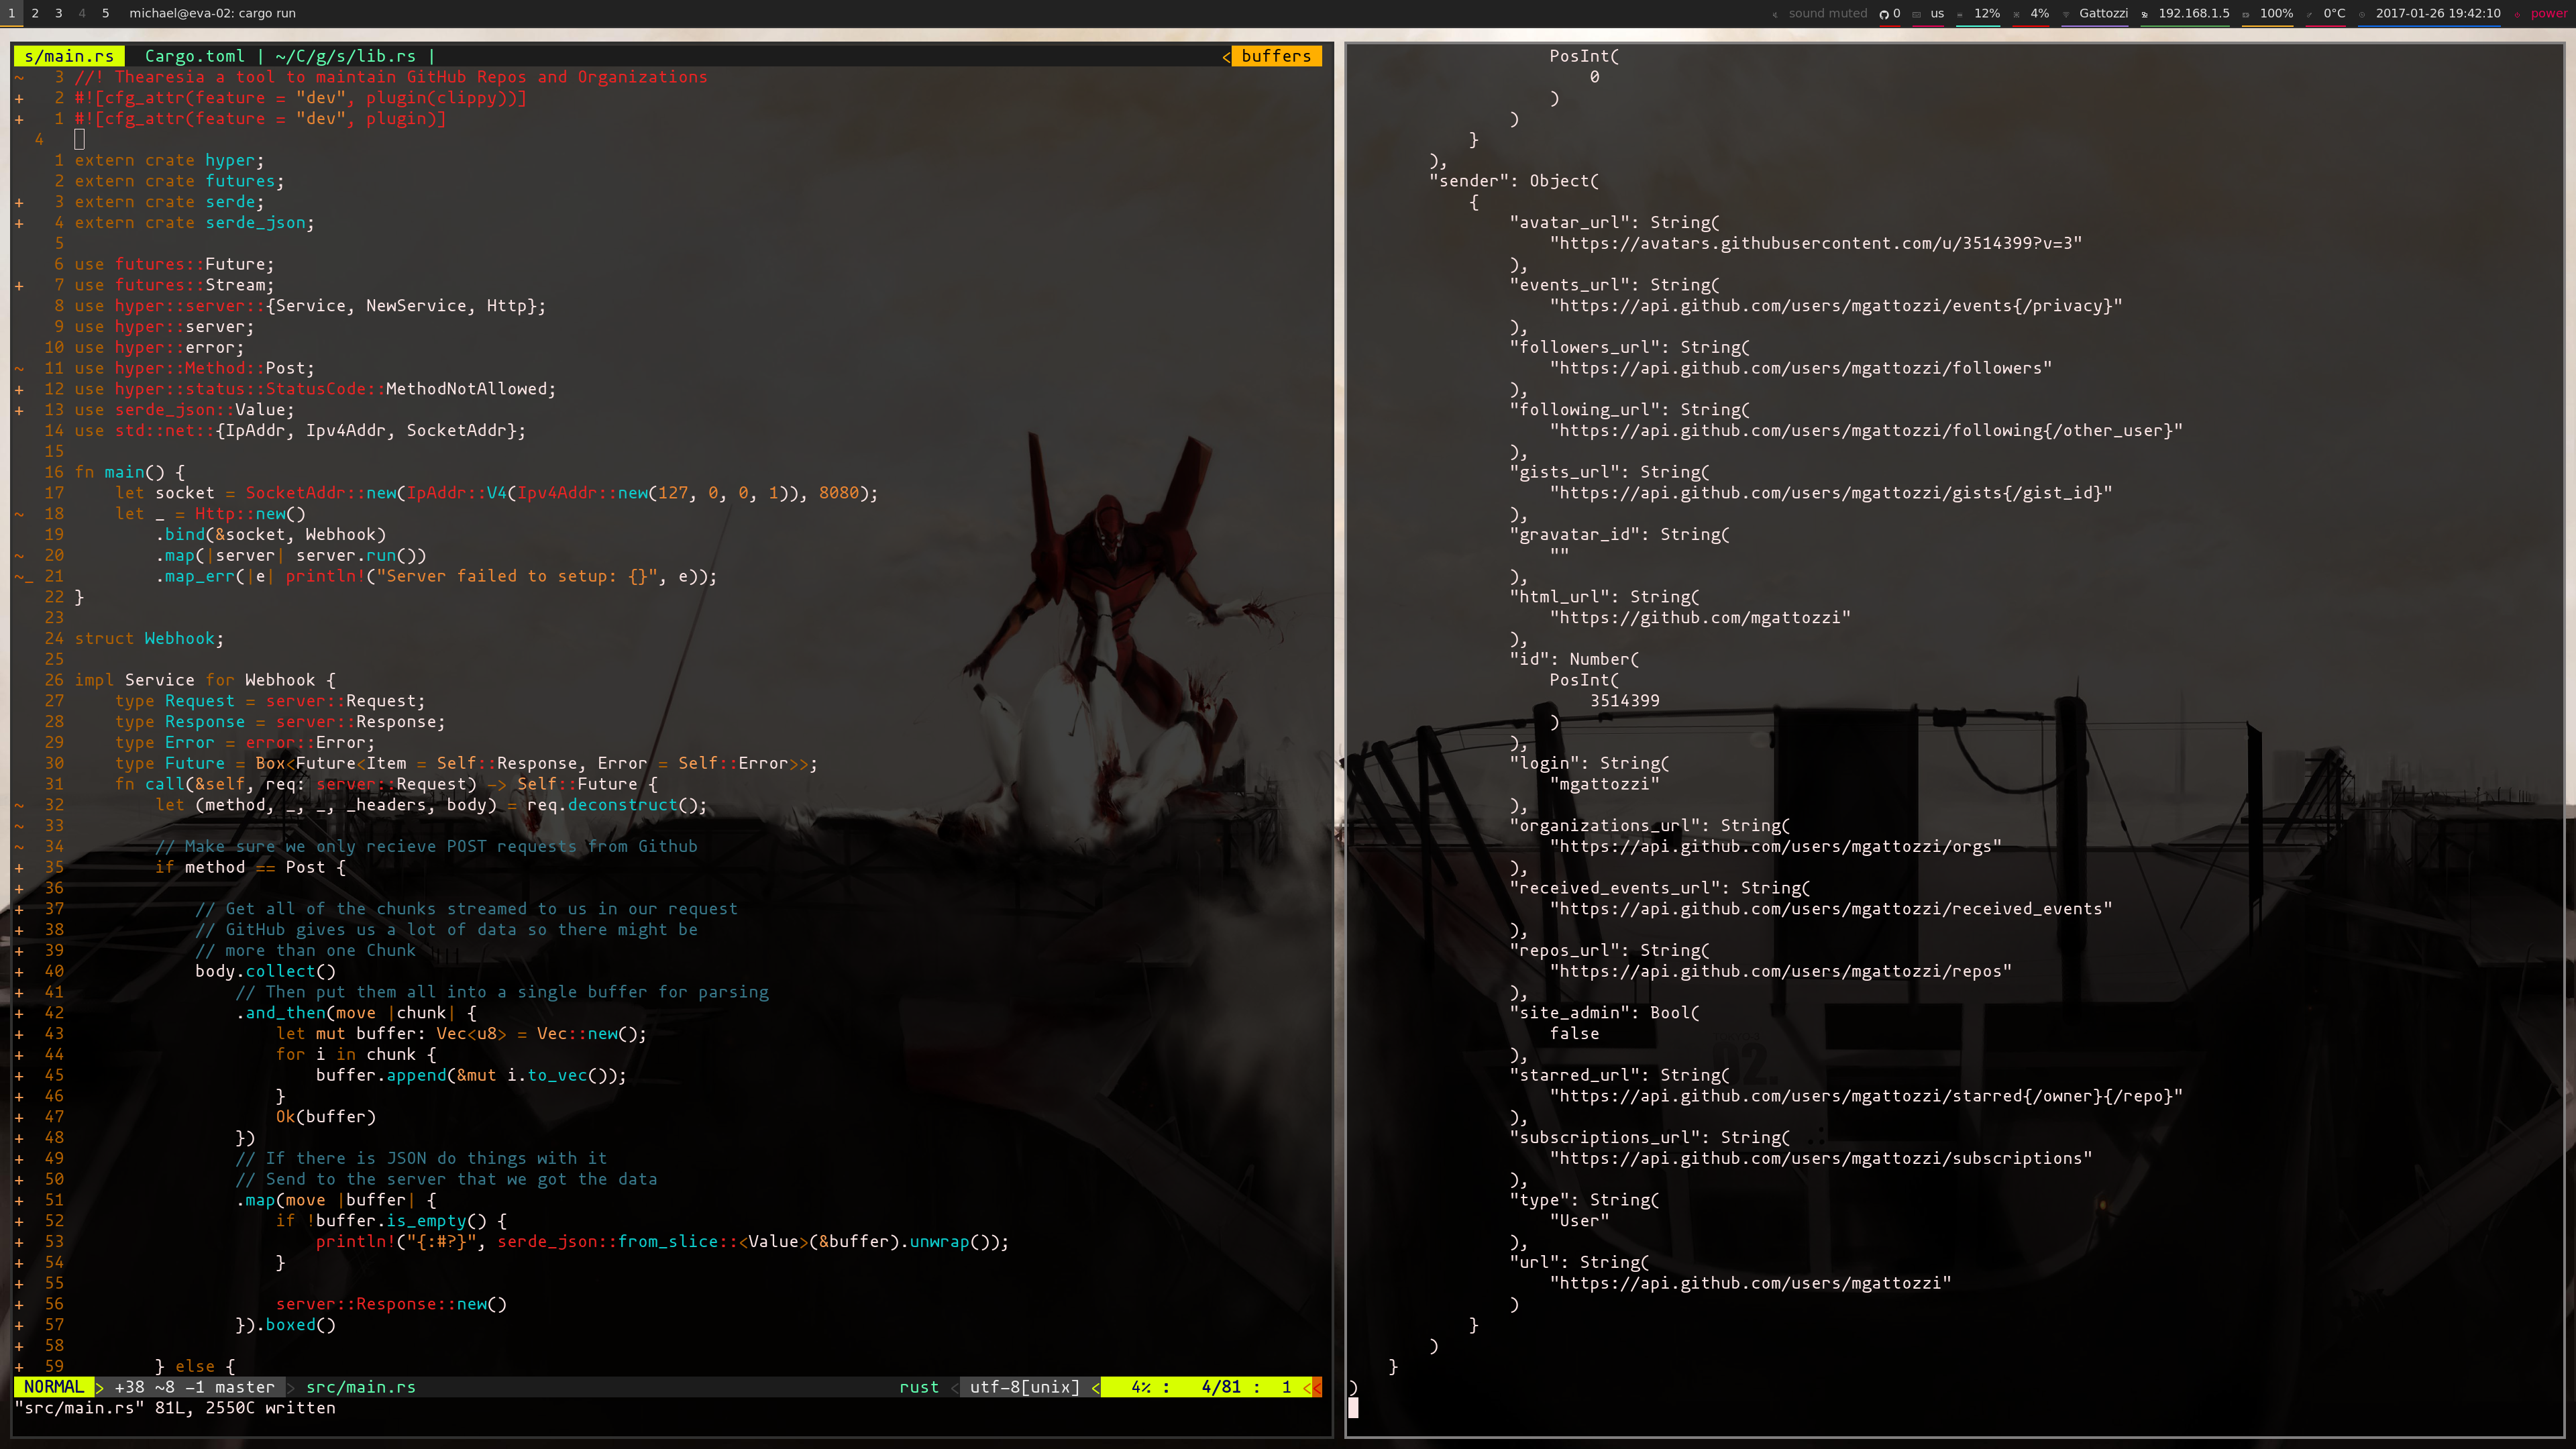 1 2 3 4 5 michael@eva-02: cargo run
sound muted 0 us 12% 4% Gattozzi 192.168.1.5 100% 0°C 2017-01-26 19:42:10 power
s/main.rs Cargo.toml | ~/C/g/s/lib.rs | < buffers
~ 3 //! Thearesia a tool to maintain GitHub Repos and Organizations
+ 2 #![cfg_attr(feature = "dev", plugin(clippy))]
+ 1 #![cfg_attr(feature = "dev", plugin)]
4
1 extern crate hyper;
2 extern crate futures;
+ 3 extern crate serde;
+ 4 extern crate serde_json;
5
6 use futures::Future;
+ 7 use futures::Stream;
8 use hyper::server::{Service, NewService, Http};
9 use hyper::server;
10 use hyper::error;
~ 11 use hyper::Method::Post;
+ 12 use hyper::status::StatusCode::MethodNotAllowed;
+ 13 use serde_json::Value;
14 use std::net::{IpAddr, Ipv4Addr, SocketAddr};
15
16 fn main() {
17 let socket = SocketAddr::new(IpAddr::V4(Ipv4Addr::new(127, 0, 0, 1)), 8080);
~ 18 let _ = Http::new()
19 .bind(&socket, Webhook)
~ 20 .map(|server| server.run())
~_ 21 .map_err(|e| println!("Server failed to setup: {}", e));
22 }
23
24 struct Webhook;
25
26 impl Service for Webhook {
27 type Request = server::Request;
28 type Response = server::Response;
29 type Error = error::Error;
30 type Future = Box<Future<Item = Self::Response, Error = Self::Error>>;
31 fn call(&self, req: server::Request) -> Self::Future {
~ 32 let (method, _, _, _headers, body) = req.deconstruct();
~ 33
~ 34 // Make sure we only recieve POST requests from Github
+ 35 if method == Post {
+ 36
+ 37 // Get all of the chunks streamed to us in our request
+ 38 // GitHub gives us a lot of data so there might be
+ 39 // more than one Chunk
+ 40 body.collect()
+ 41 // Then put them all into a single buffer for parsing
+ 42 .and_then(move |chunk| {
+ 43 let mut buffer: Vec<u8> = Vec::new();
+ 44 for i in chunk {
+ 45 buffer.append(&mut i.to_vec());
+ 46 }
+ 47 Ok(buffer)
+ 48 })
+ 49 // If there is JSON do things with it
+ 50 // Send to the server that we got the data
+ 51 .map(move |buffer| {
+ 52 if !buffer.is_empty() {
+ 53 println!("{:#?}", serde_json::from_slice::<Value>(&buffer).unwrap());
+ 54 }
+ 55
+ 56 server::Response::new()
+ 57 }).boxed()
+ 58
+ 59 } else {
NORMAL > +38 ~8 -1 master > src/main.rs rust < utf-8[unix] < 4% : 4/81 : 1 <<
"src/main.rs" 81L, 2550C written
PosInt(
0
)
)
}
),
"sender": Object(
{
"avatar_url": String(
"https://avatars.githubusercontent.com/u/3514399?v=3"
),
"events_url": String(
"https://api.github.com/users/mgattozzi/events{/privacy}"
),
"followers_url": String(
"https://api.github.com/users/mgattozzi/followers"
),
"following_url": String(
"https://api.github.com/users/mgattozzi/following{/other_user}"
),
"gists_url": String(
"https://api.github.com/users/mgattozzi/gists{/gist_id}"
),
"gravatar_id": String(
""
),
"html_url": String(
"https://github.com/mgattozzi"
),
"id": Number(
PosInt(
3514399
)
),
"login": String(
"mgattozzi"
),
"organizations_url": String(
"https://api.github.com/users/mgattozzi/orgs"
),
"received_events_url": String(
"https://api.github.com/users/mgattozzi/received_events"
),
"repos_url": String(
"https://api.github.com/users/mgattozzi/repos"
),
"site_admin": Bool(
false
),
"starred_url": String(
"https://api.github.com/users/mgattozzi/starred{/owner}{/repo}"
),
"subscriptions_url": String(
"https://api.github.com/users/mgattozzi/subscriptions"
),
"type": String(
"User"
),
"url": String(
"https://api.github.com/users/mgattozzi"
)
}
)
}
)